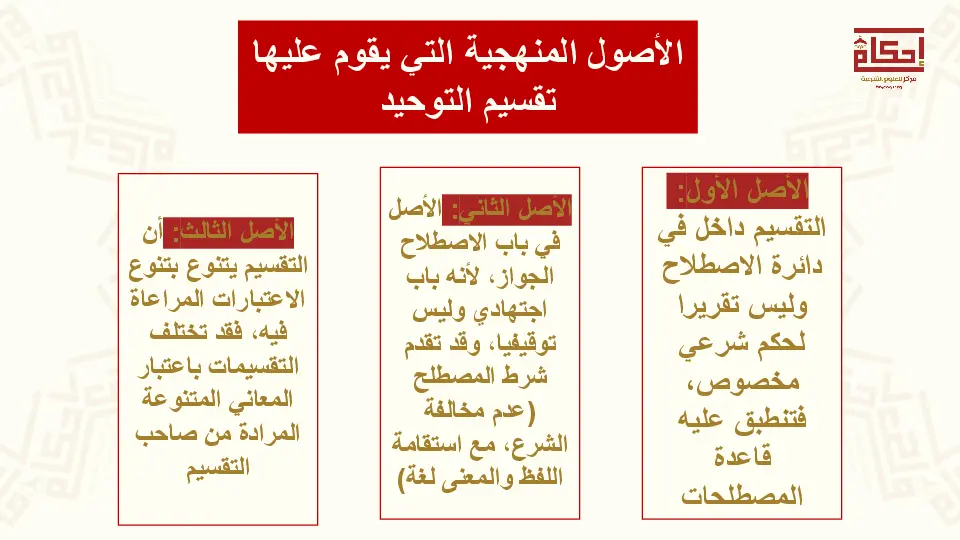 الأصول المنهجية التي يقوم عليها
تقسيم التوحيد
إحكام
مركز للعلوم الشرعية
الأصل الأول:
التقسيم داخل في
دائرة الاصطلاح
وليس تقريرا
لحكم شرعي
مخصوص،
فتنطبق عليه
قاعدة
المصطلحات
الأصل الثاني: الأصل
في باب الاصطلاح
الجواز، لأنه باب
اجتهادي وليس
توقيفيا، وقد تقدم
شرط المصطلح
(عدم مخالفة
الشرع، مع استقامة
اللفظ والمعنى لغة)
الأصل الثالث: أن
التقسيم يتنوع بتنوع
الاعتبارات المراعاة
فيه، فقد تختلف
التقسيمات باعتبار
المعاني المتنوعة
المرادة من صاحب
التقسيم